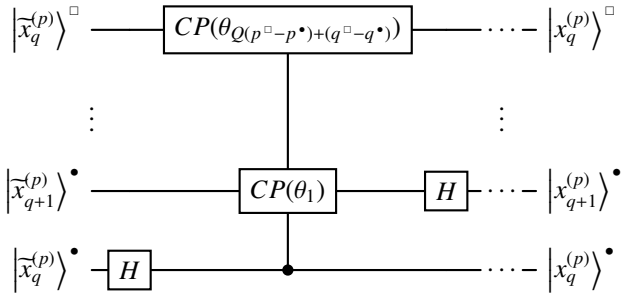 |x̃_q^(p)⟩^□ CP(θ_{Q(p^□−p^•)+(q^□−q^•)}) ⋯ |x_q^(p)⟩^□
⋮ ⋮
|x̃_{q+1}^(p)⟩^• CP(θ_1) H ⋯ |x_{q+1}^(p)⟩^•
|x̃_q^(p)⟩^• H ⋯ |x_q^(p)⟩^•